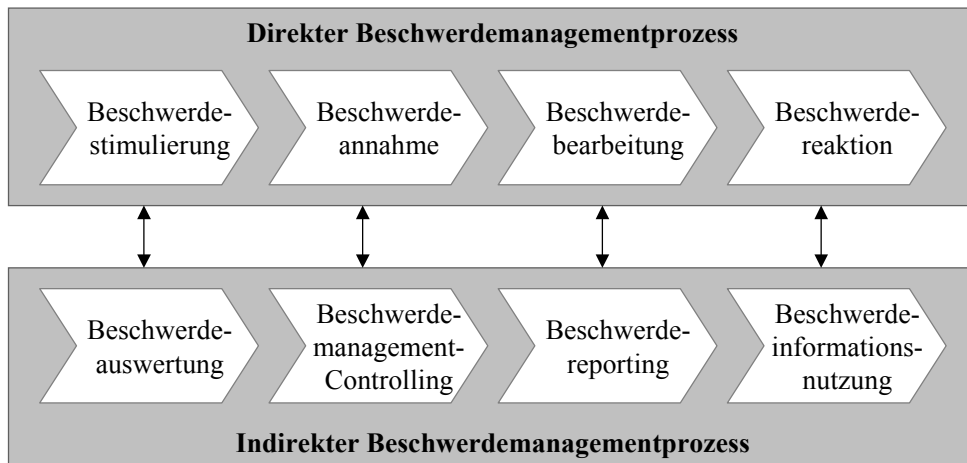 Direkter Beschwerdemanagementprozess
Beschwerde-
stimulierung
Beschwerde-
annahme
Beschwerde-
bearbeitung
Beschwerde-
reaktion
Beschwerde-
auswertung
Beschwerde-
management-
Controlling
Beschwerde-
reporting
Beschwerde-
informations-
nutzung
Indirekter Beschwerdemanagementprozess